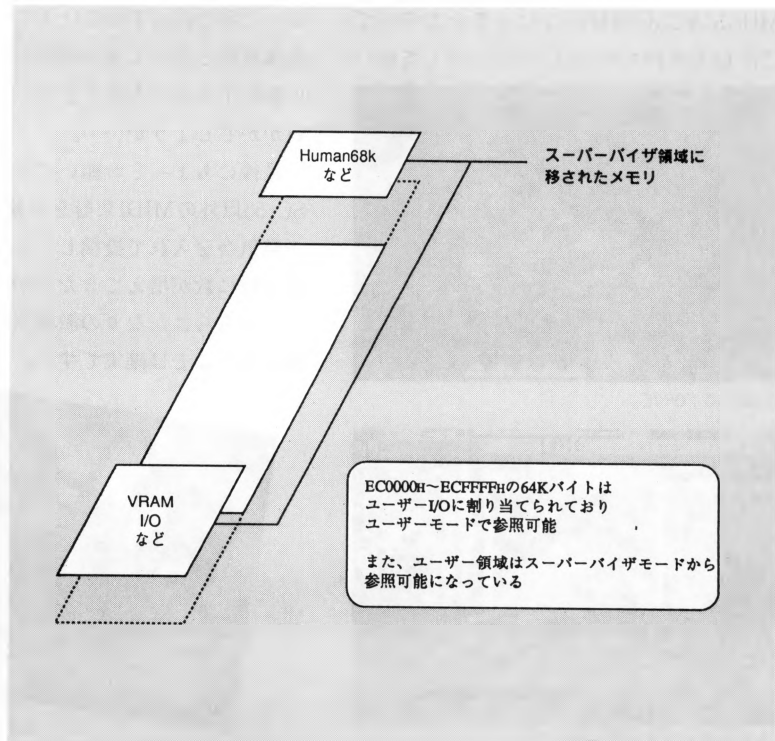 Human68k
など
スーパーバイザ領域に
移されたメモリ
VRAM
I/O
など
EC0000H～ECFFFFHの64Kバイトは
ユーザーI/Oに割り当てられており
ユーザーモードで参照可能
また、ユーザー領域はスーパーバイザモードから
参照可能になっている